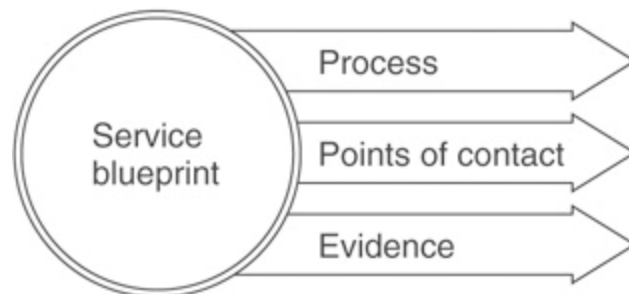 Service
blueprint
Process
Points of contact
Evidence